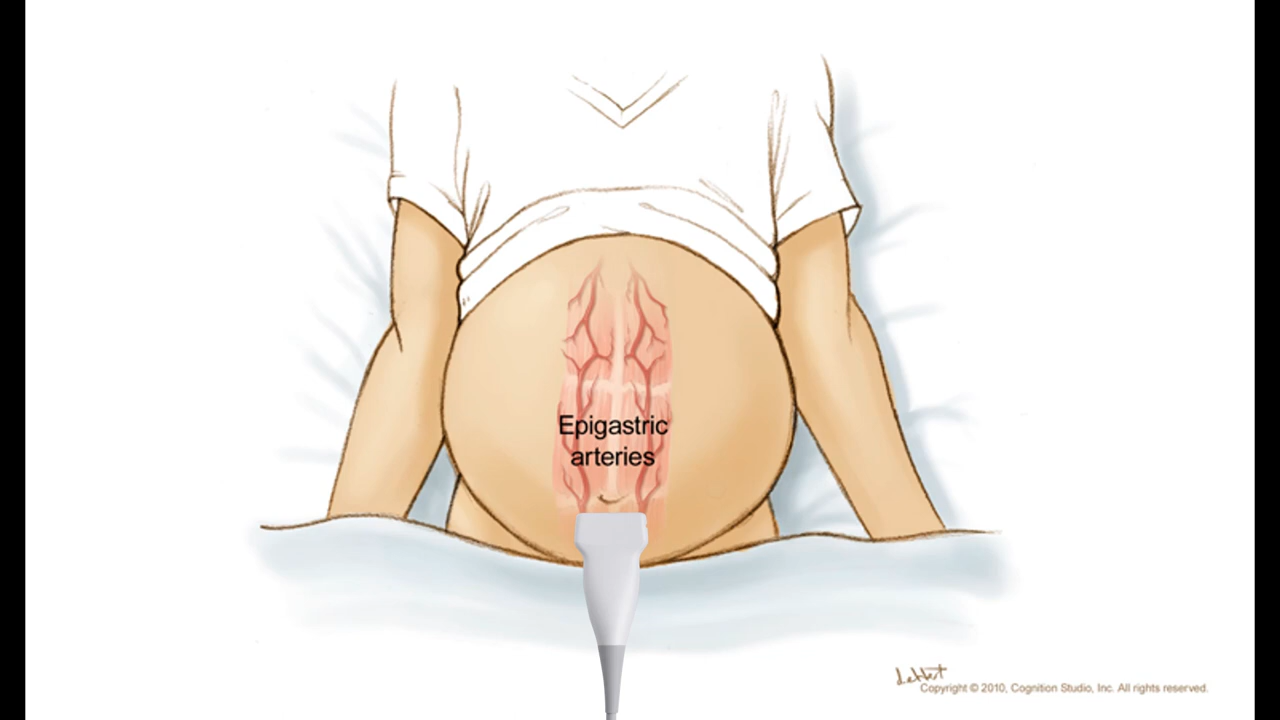 Epigastric
arteries
Copyright © 2010, Cognition Studio, Inc. All rights reserved.